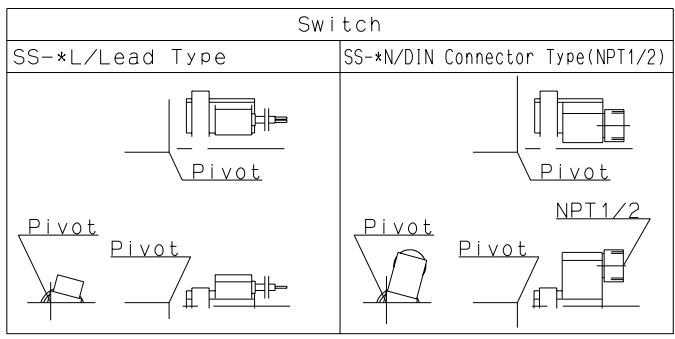 Switch
SS-*L/Lead Type
SS-*N/DIN Connector Type(NPT1/2)
Pivot
Pivot
Pivot
Pivot
Pivot
Pivot
NPT1/2